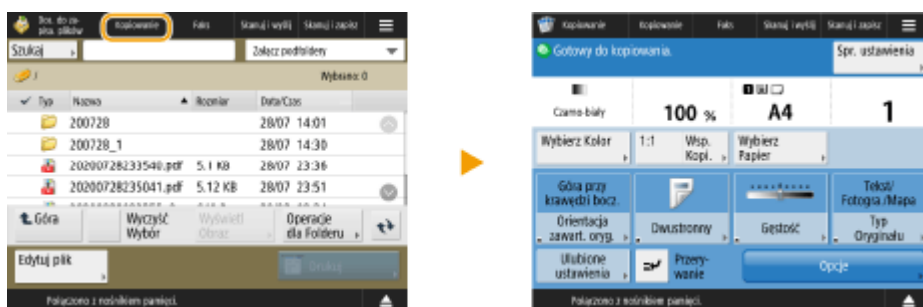 Dos. do za-
pisa. plików
Kopiowanie
Faks
Skanuj i wyślij
Skanuj i zapisz
Szukaj
Załącz podfoldery
/
Wybrano: 0
Typ
Nazwa
Rozmiar
Data/Czas
200728
28/07 14:01
200728_1
28/07 14:30
20200728233540.pdf
5.1 KB
28/07 23:36
20200728235041.pdf
5.12 KB
28/07 23:51
Góra
Wyczyść
Wybór
Wyświetl
Obraz
Operacje
dla Folderu
Edytuj plik
Drukuj
Połączono z nośnikiem pamięci.
Kopiowanie
Kopiowanie
Faks
Skanuj i wyślij
Skanuj i zapisz
Gotowy do kopiowania.
Spr. ustawienia
Czarno-biały
100 %
A4
1
Wybierz Kolor
1:1
Wsp.
Kopi.
Wybierz
Papier
Góra przy
krawędzi bocz.
Orientacja
zawart. oryg.
Dwustronny
Gęstość
Tekst/
Fotogra./Mapa
Typ
Oryginału
Ulubione
ustawienia
Przery-
wanie
Opcje
Połączono z nośnikiem pamięci.